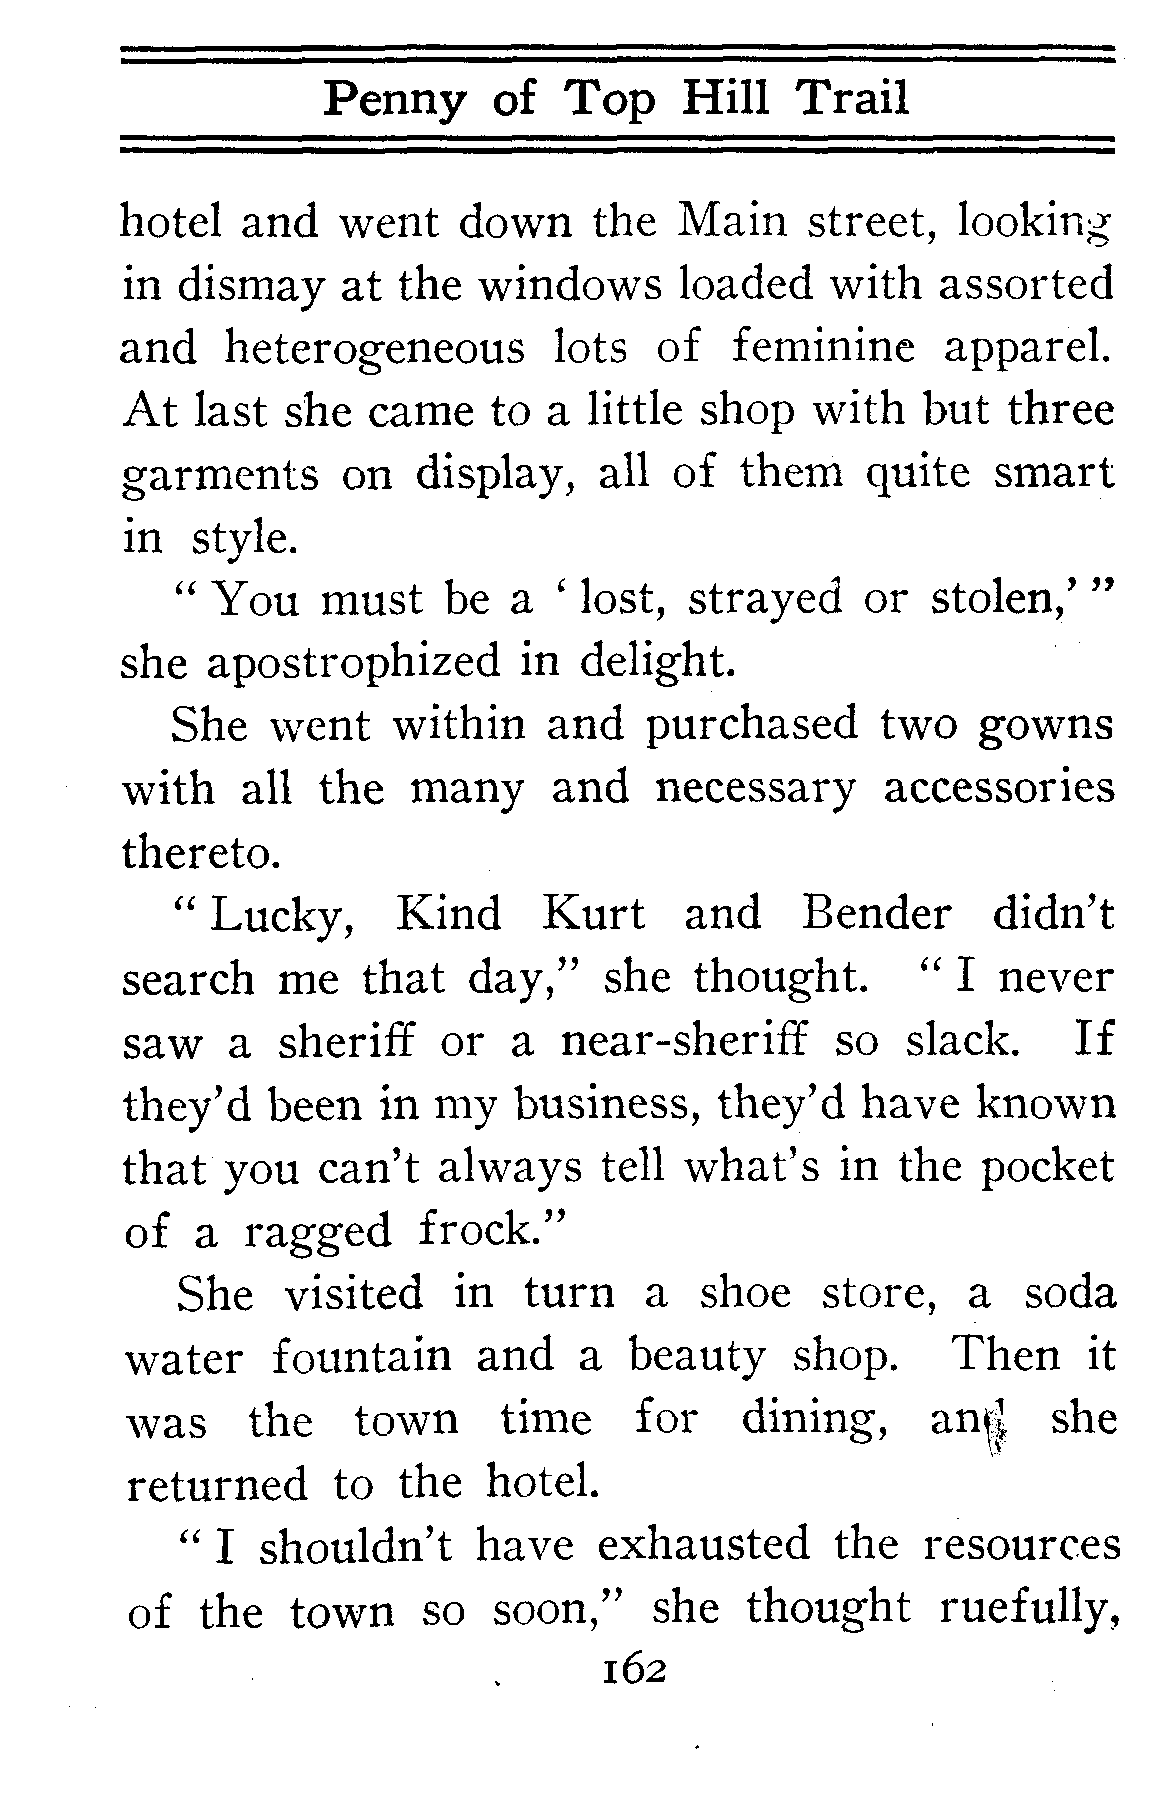 Penny of Top Hill Trail
hotel and went down the Main street, looking
in dismay at the windows loaded with assorted
and heterogeneous lots of feminine apparel.
At last she came to a little shop with but three
garments on display, all of them quite smart
in style.
“ You must be a ‘ lost, strayed or stolen,’ ”
she apostrophized in delight.
She went within and purchased two gowns
with all the many and necessary accessories
thereto.
“ Lucky, Kind Kurt and Bender didn’t
search me that day,” she thought. “ I never
saw a sheriff or a near-sheriff so slack. If
they’d been in my business, they’d have known
that you can’t always tell what’s in the pocket
of a ragged frock.”
She visited in turn a shoe store, a soda
water fountain and a beauty shop. Then it
was the town time for dining, and she
returned to the hotel.
“ I shouldn’t have exhausted the resources
of the town so soon,” she thought ruefully,
162